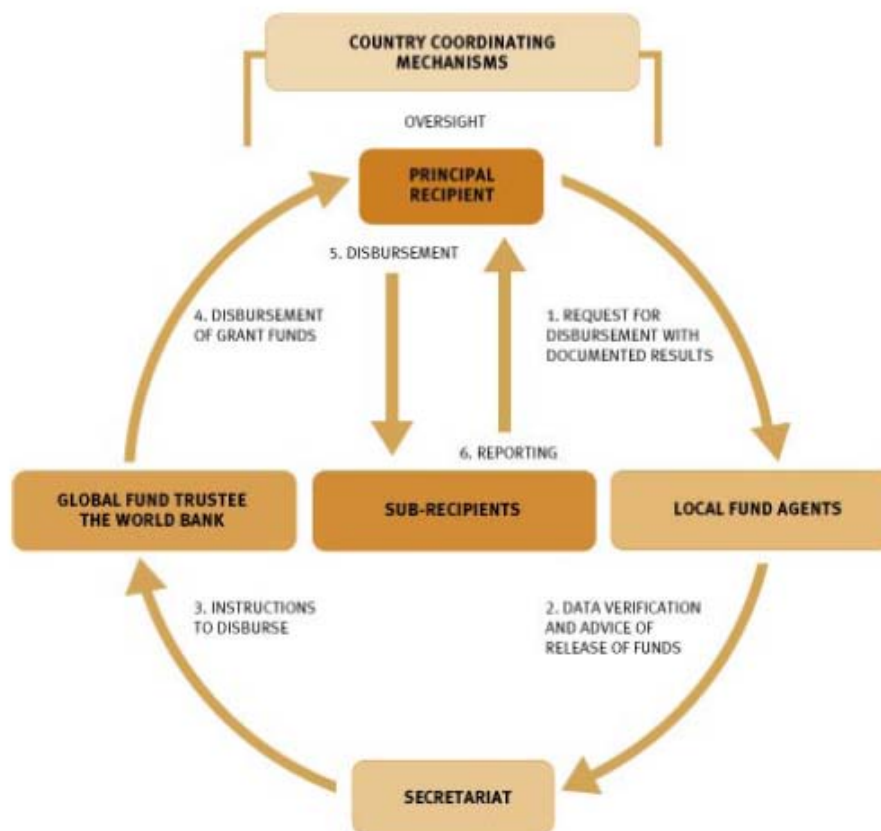 COUNTRY COORDINATING
MECHANISMS
OVERSIGHT
PRINCIPAL
RECIPIENT
5. DISBURSEMENT
4. DISBURSEMENT
OF GRANT FUNDS
1. REQUEST FOR
DISBURSEMENT WITH
DOCUMENTED RESULTS
6. REPORTING
GLOBAL FUND TRUSTEE
THE WORLD BANK
SUB-RECIPIENTS
LOCAL FUND AGENTS
3. INSTRUCTIONS
TO DISBURSE
2. DATA VERIFICATION
AND ADVICE OF
RELEASE OF FUNDS
SECRETARIAT